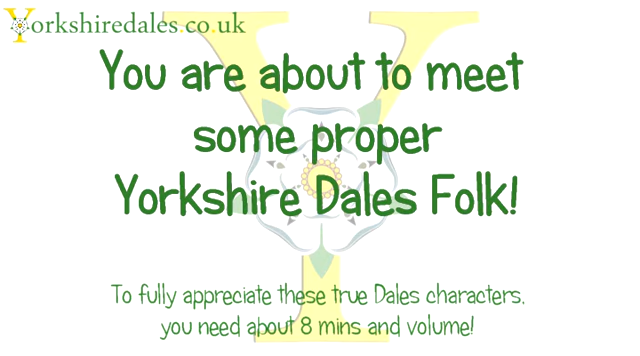 Yorkshiredales.co.uk
You are about to meet
some proper
Yorkshire Dales Folk!
To fully appreciate these true Dales characters,
you need about 8 mins and volume!